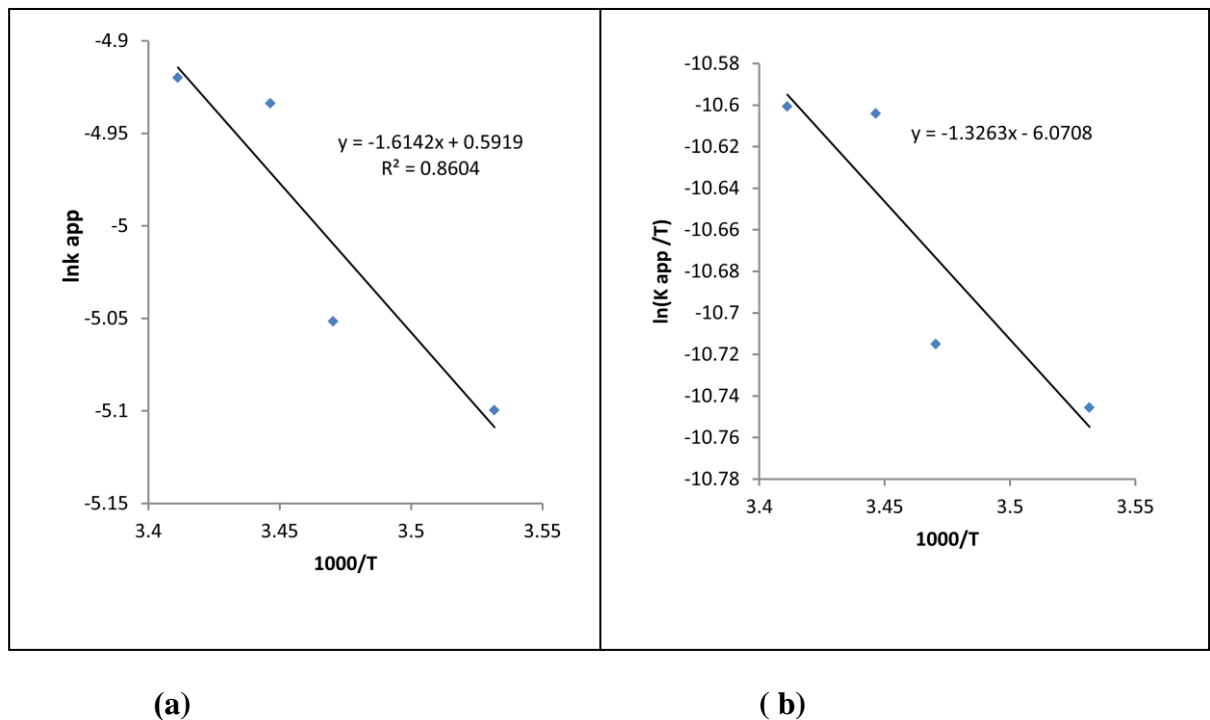 -4.9
-4.95
-5
-5.05
-5.1
-5.15
lnk app
y = -1.6142x + 0.5919
R² = 0.8604
3.4 3.45 3.5 3.55
1000/T
-10.58
-10.6
-10.62
-10.64
-10.66
-10.68
-10.7
-10.72
-10.74
-10.76
-10.78
ln(K app /T)
y = -1.3263x - 6.0708
3.4 3.45 3.5 3.55
1000/T
(a) ( b)